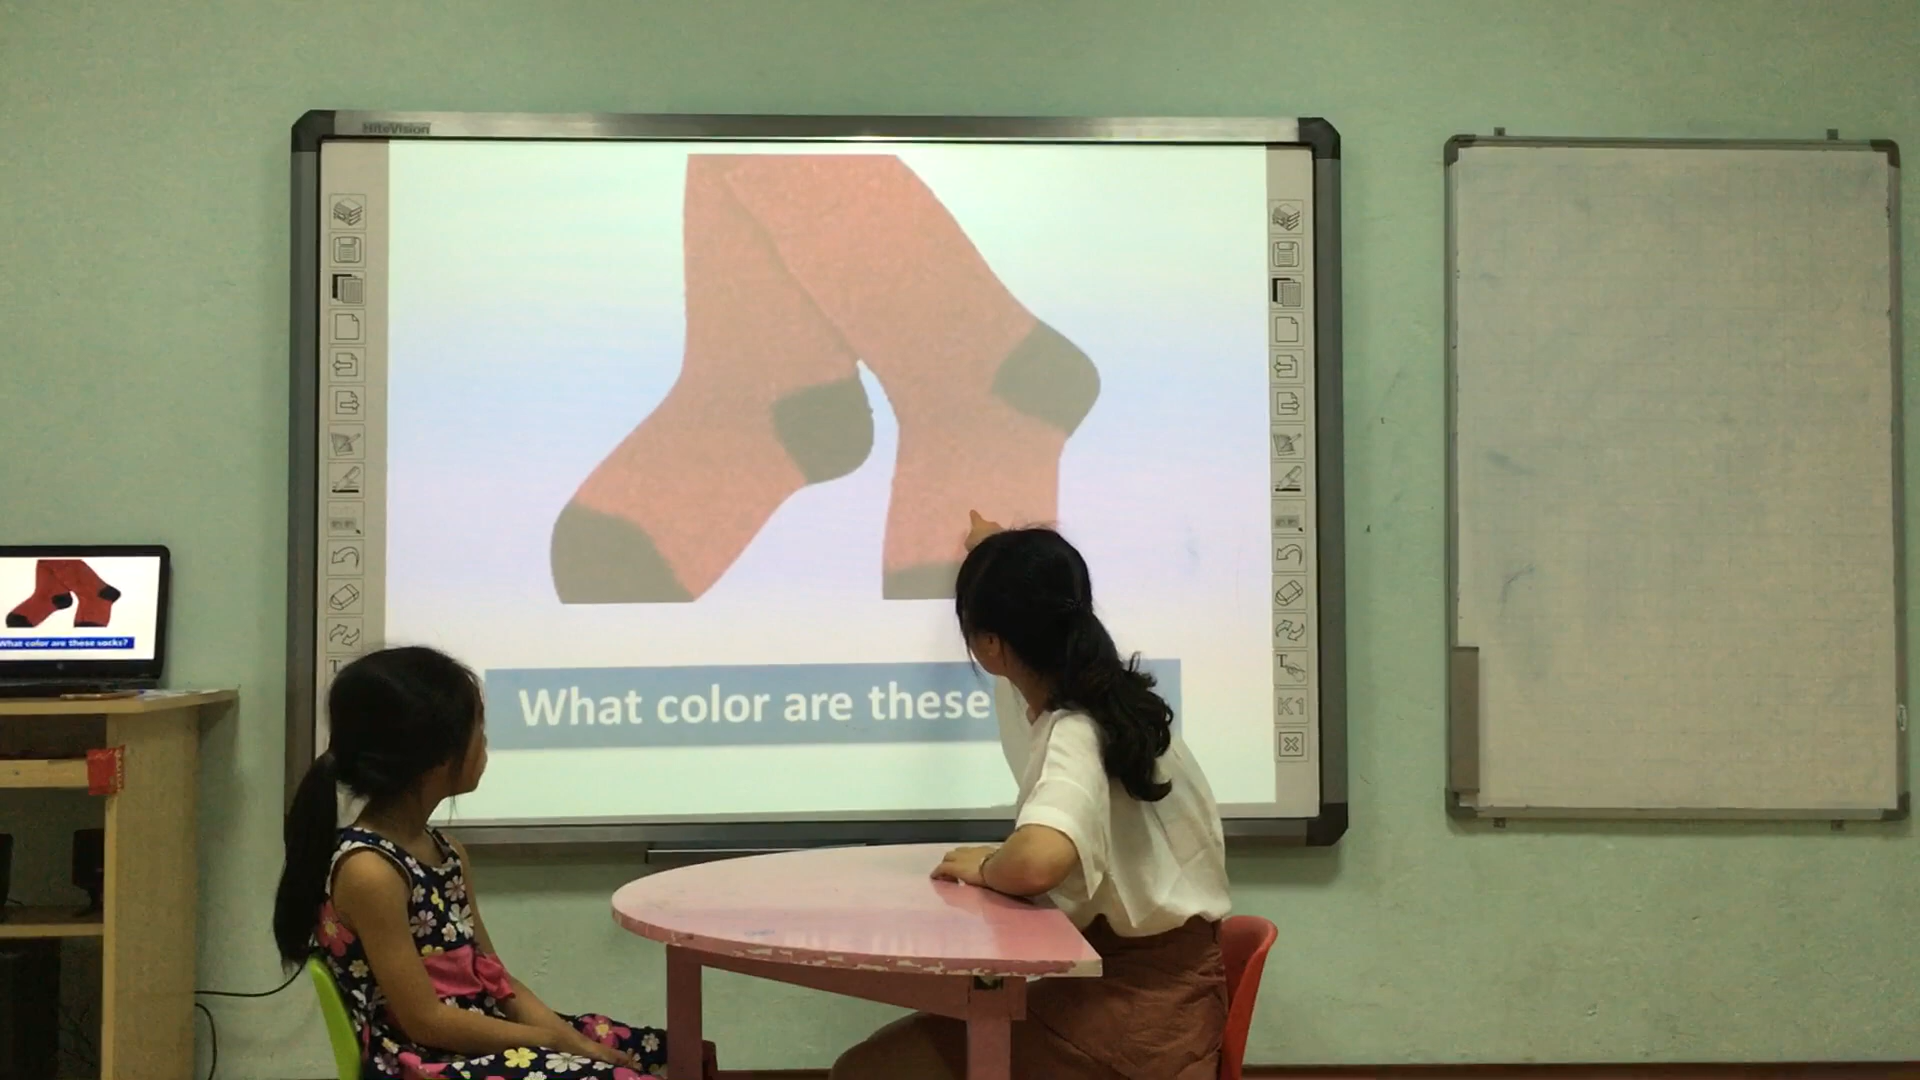 HiteVision
What color are these
What color are these socks?
T
T
K1